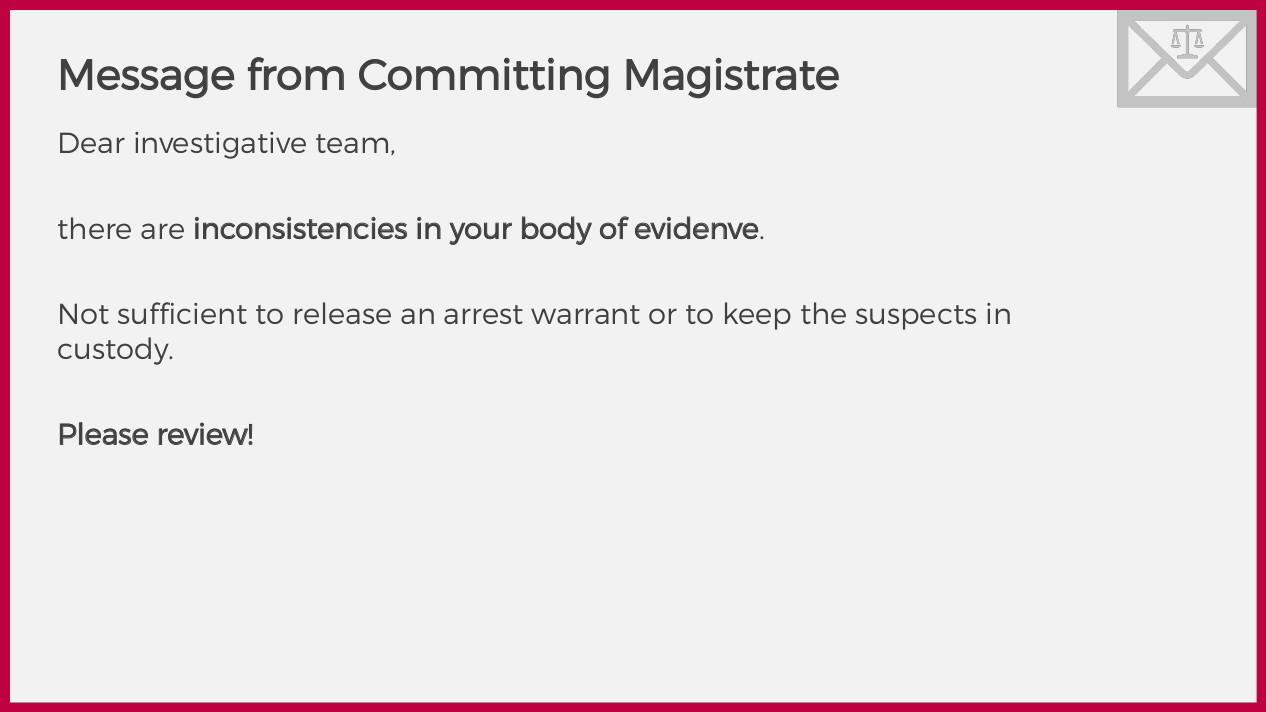 Message from Committing Magistrate
Dear investigative team,
there are inconsistencies in your body of evidenve.
Not sufficient to release an arrest warrant or to keep the suspects in
custody.
Please review!